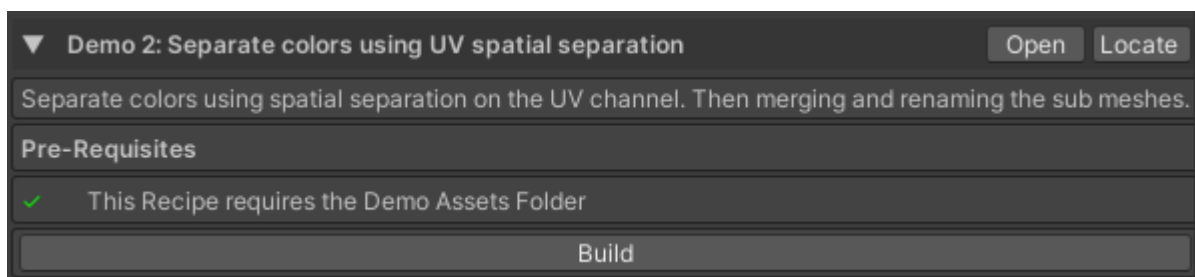 Demo 2: Separate colors using UV spatial separation Open Locate
Separate colors using spatial separation on the UV channel. Then merging and renaming the sub meshes.
Pre-Requisites
This Recipe requires the Demo Assets Folder
Build